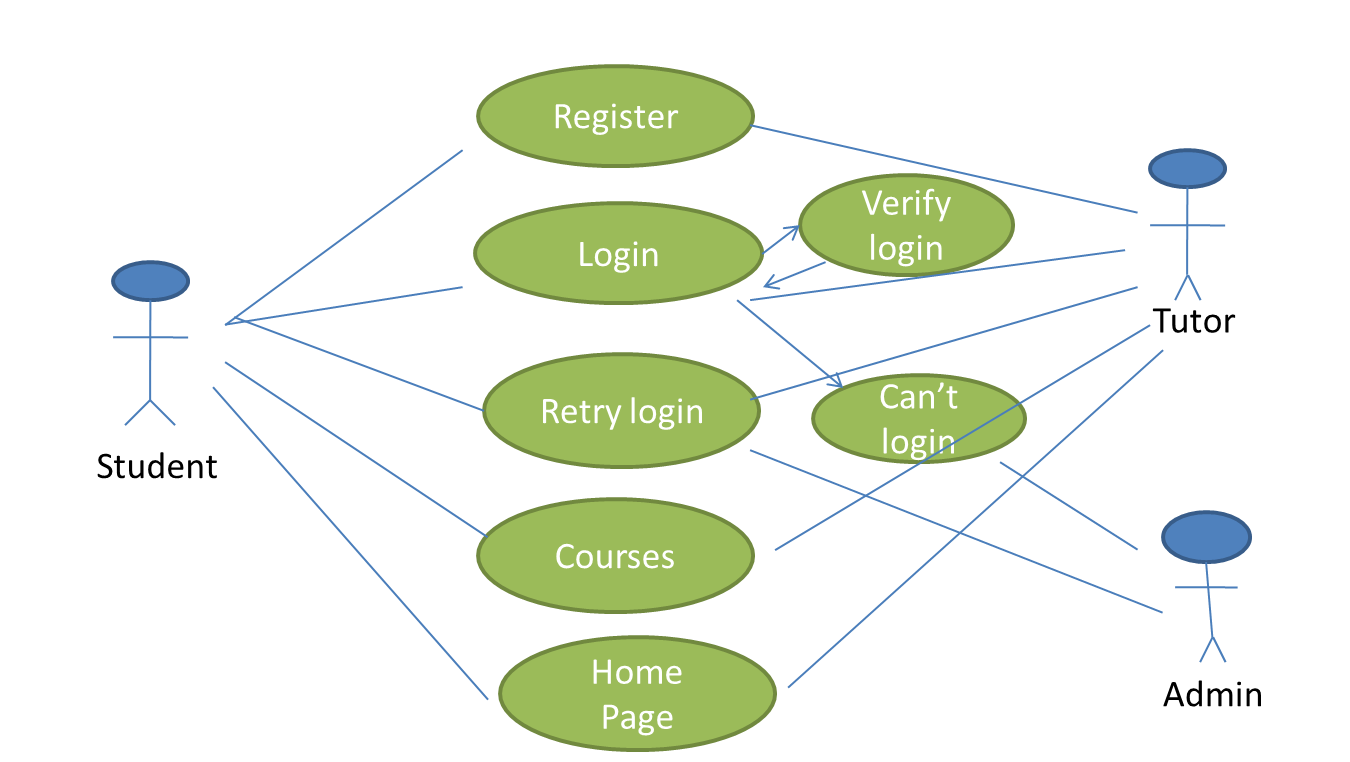 Register
Verify
login
Login
Tutor
Retry login
Can’t
login
Student
Courses
Home
Page
Admin